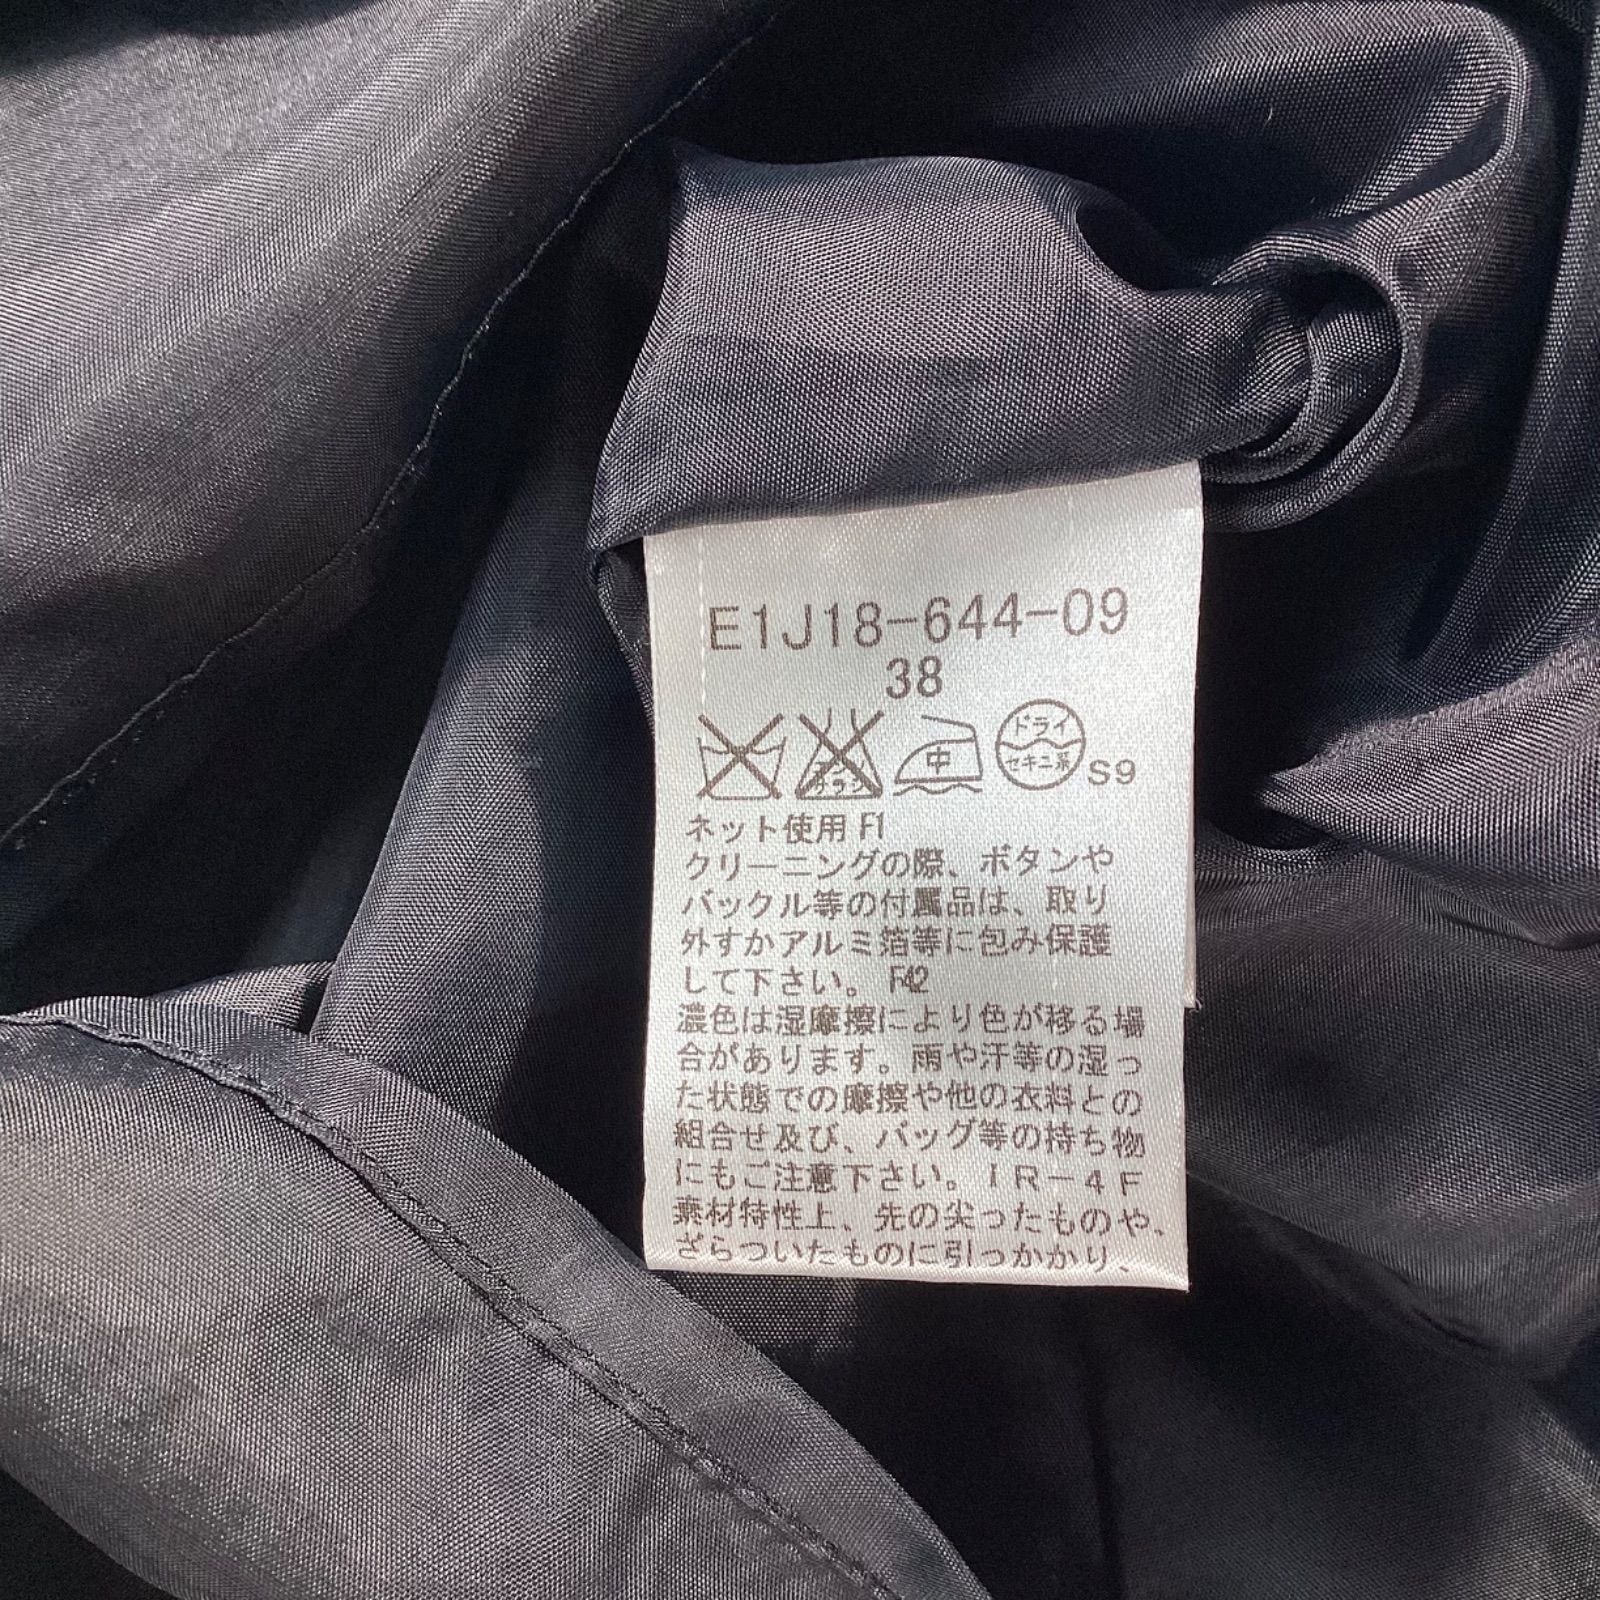 E1J18-644-09
38
エンソ
サラシ
中
ドライ
セキユ系
S9
ネット使用 F1
クリーニングの際、ボタンや
バックル等の付属品は、取り
外すかアルミ箔等に包み保護
して下さい。 F42
濃色は湿摩擦により色が移る場
合があります。雨や汗等の湿っ
た状態での摩擦や他の衣料との
組合せ及び、バッグ等の持ち物
にもご注意下さい。IR-4F
素材特性上、先の尖ったものや、
ざらついたものに引っかかり、